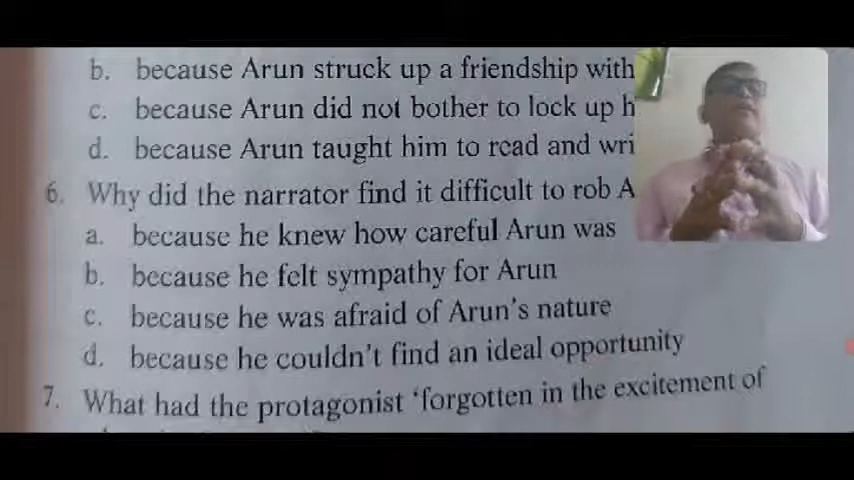 b. because Arun struck up a friendship with
c. because Arun did not bother to lock up h
d. because Arun taught him to read and wri
6. Why did the narrator find it difficult to rob A
a. because he knew how careful Arun was
b. because he felt sympathy for Arun
c. because he was afraid of Arun's nature
d. because he couldn't find an ideal opportunity
7. What had the protagonist 'forgotten in the excitement of